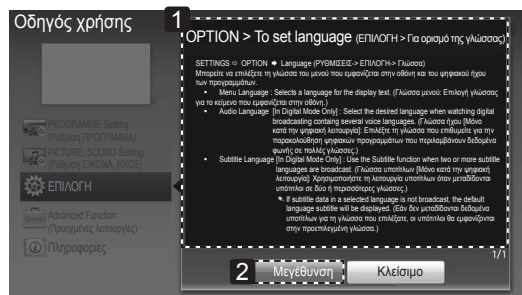 Οδηγός χρήσης
1
OPTION > To set language (ΕΠΙΛΟΓΗ > Για ορισμό της γλώσσας)
SETTINGS ⇨ OPTION ➡ Language (ΡΥΘΜΙΣΕΙΣ-> ΕΠΙΛΟΓΗ-> Γλώσσα)
Μπορείτε να επιλέξετε τη γλώσσα του μενού που εμφανίζεται στην οθόνη και του ψηφιακού ήχου
των προγραμμάτων.
• Menu Language : Selects a language for the display text. (Γλώσσα μενού: Επιλογή γλώσσας
για το κείμενο που εμφανίζεται στην οθόνη.)
• Audio Language [In Digital Mode Only] : Select the desired language when watching digital
broadcasting containg several voice languages. (Γλώσσα ήχου [Μόνο
κατά την ψηφιακή λειτουργία]: Επιλέξτε τη γλώσσα που επιθυμείτε για την
παρακολούθηση ψηφιακών προγραμμάτων που περιλαμβάνουν δεδομένα
φωνής σε πολλές γλώσσες.)
• Subtitle Language [In Digital Mode Only] : Use the Subtitle function when two or more subtitle
languages are broadcast. (Γλώσσα υποτίτλων [Μόνο κατά την ψηφιακή
λειτουργία]: Χρησιμοποιήστε τη λειτουργία υποτίτλων όταν μεταδίδονται
υπότιτλοι σε δύο ή περισσότερες γλώσσες.)
✎ If subtitle data in a selected language is not broadcast, the default
language subtitle will be displayed. (Εάν δεν μεταδίδονται δεδομένα
υποτίτλων για τη γλώσσα που επιλέξατε, οι υπότιτλοι θα εμφανίζονται
στην προεπιλεγμένη γλώσσα.)
PROGRAMME Setting
(Ρύθμιση ΠΡΟΓΡΑΜΜΑ)
PICTURE, SOUND Setting
(Ρύθμιση ΕΙΚΟΝΑ, ΗΧΟΣ)
ΕΠΙΛΟΓΗ
Advanced Function
(Προηγμένες λειτουργίες)
Πληροφορίες
1/1
2
Μεγέθυνση
Κλείσιμο